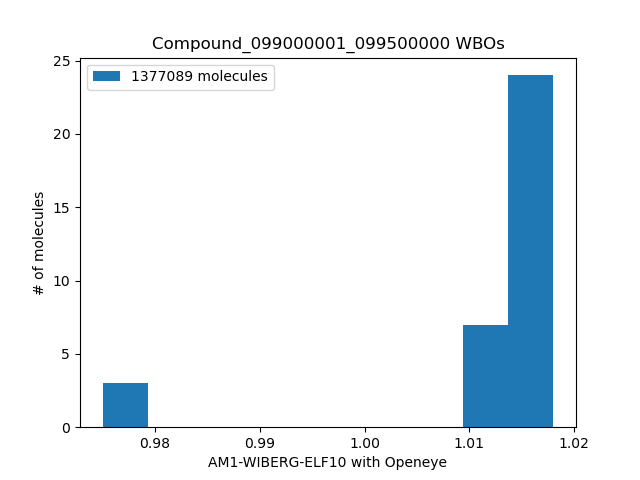 Compound_099000001_099500000 WBOs
1377089 molecules
25
20
15
10
5
0
# of molecules
0.98 0.99 1.00 1.01 1.02
AM1-WIBERG-ELF10 with Openeye